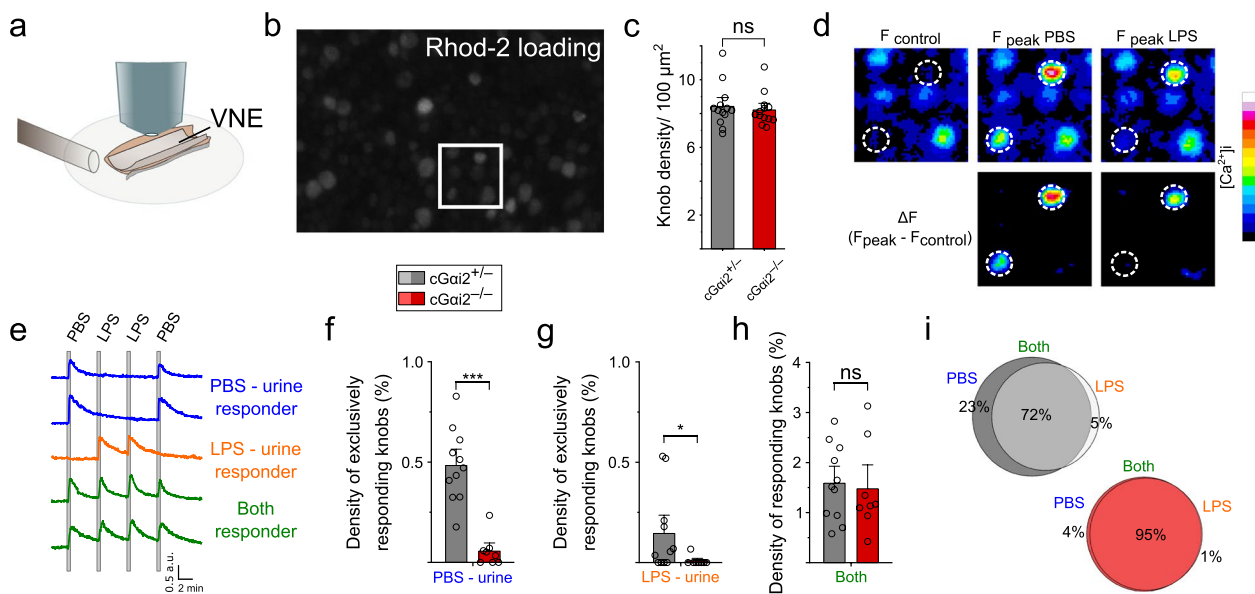 a
VNE
b
Rhod-2 loading
c
ns
Knob density/ 100 µm²
10
8
6
4
2
cGαi2+/–
cGαi2–/–
d
F control
F peak PBS
F peak LPS
ΔF
(Fpeak - Fcontrol)
[Ca²⁺]i
cGαi2+/–
cGαi2–/–
e
PBS
LPS
LPS
PBS
PBS - urine
responder
LPS - urine
responder
Both
responder
0.5 a.u.
2 min
f
Density of exclusively
responding knobs (%)
1.0
0.5
***
PBS - urine
g
Density of exclusively
responding knobs (%)
1.0
0.5
*
LPS - urine
h
Density of responding knobs (%)
4
3
2
1
ns
Both
i
Both
PBS
LPS
23%
72%
5%
Both
PBS
LPS
4%
95%
1%